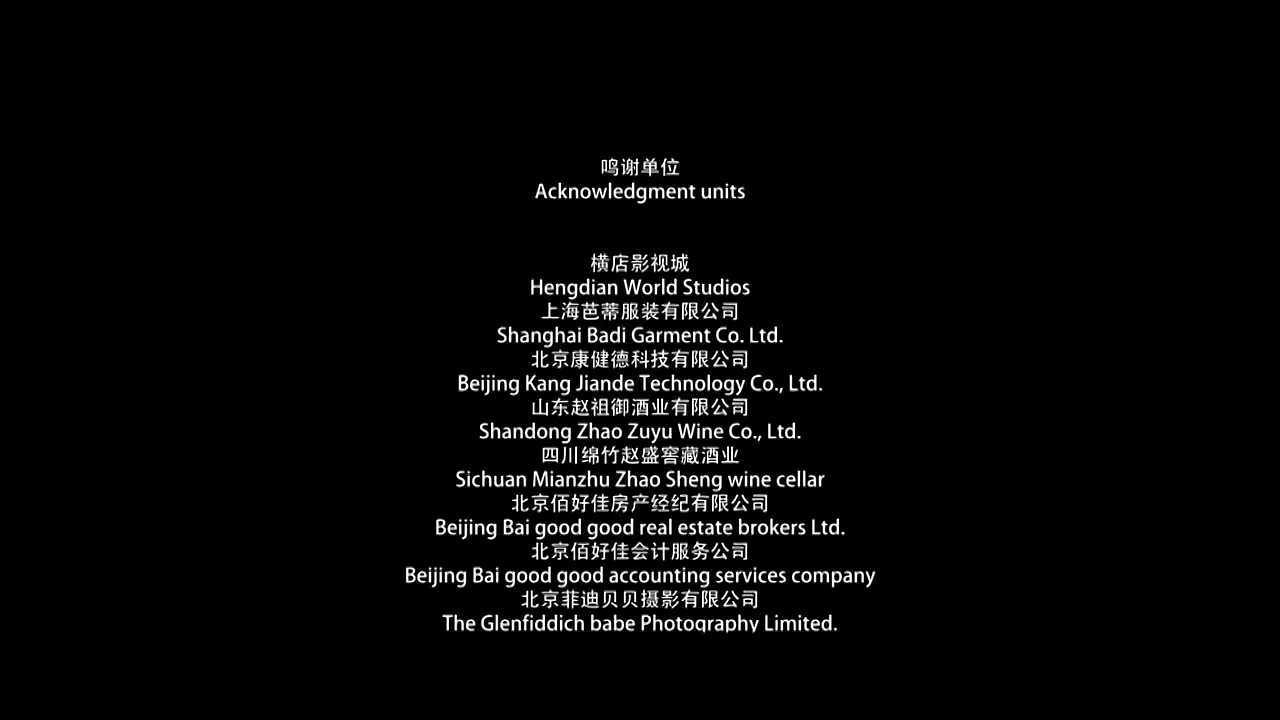 鸣谢单位
Acknowledgment units
横店影视城
Hengdian World Studios
上海芭蒂服装有限公司
Shanghai Badi Garment Co. Ltd.
北京康健德科技有限公司
Beijing Kang Jiande Technology Co., Ltd.
山东赵祖御酒业有限公司
Shandong Zhao Zuyu Wine Co., Ltd.
四川绵竹赵盛窖藏酒业
Sichuan Mianzhu Zhao Sheng wine cellar
北京佰好佳房产经纪有限公司
Beijing Bai good good real estate brokers Ltd.
北京佰好佳会计服务公司
Beijing Bai good good accounting services company
北京菲迪贝贝摄影有限公司
The Glenfiddich babe Photography Limited.